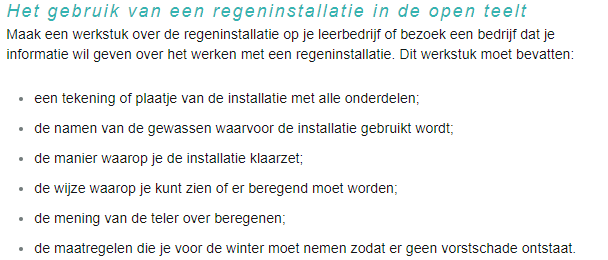 Het gebruik van een regeninstallatie in de open teelt
Maak een werkstuk over de regeninstallatie op je leerbedrijf of bezoek een bedrijf dat je
informatie wil geven over het werken met een regeninstallatie. Dit werkstuk moet bevatten:
• een tekening of plaatje van de installatie met alle onderdelen;
• de namen van de gewassen waarvoor de installatie gebruikt wordt;
• de manier waarop je de installatie klaarzet;
• de wijze waarop je kunt zien of er beregend moet worden;
• de mening van de teler over beregenen;
• de maatregelen die je voor de winter moet nemen zodat er geen vorstschade ontstaat.